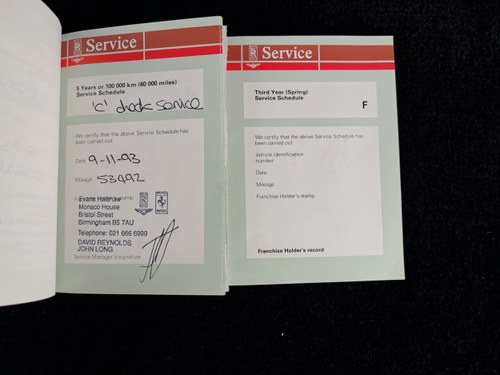 Service
5 Years or 100 000 km (60 000 miles)
Service Schedule
'C' check service
We certify that the above Service Schedule has
been carried out
Date 9-11-93
Mileage 53492
Evans Halshaw
Monaco House
Bristol Street
Birmingham B5 7AU
Telephone: 021 666 6999
DAVID REYNOLDS
JOHN LONG
Service Manager's signature
Service
Third Year (Spring)
Service Schedule
F
We certify that the above Service Schedule has
been carried out
Vehicle identification
number
Date
Mileage
Franchise Holder's stamp
Franchise Holder's record